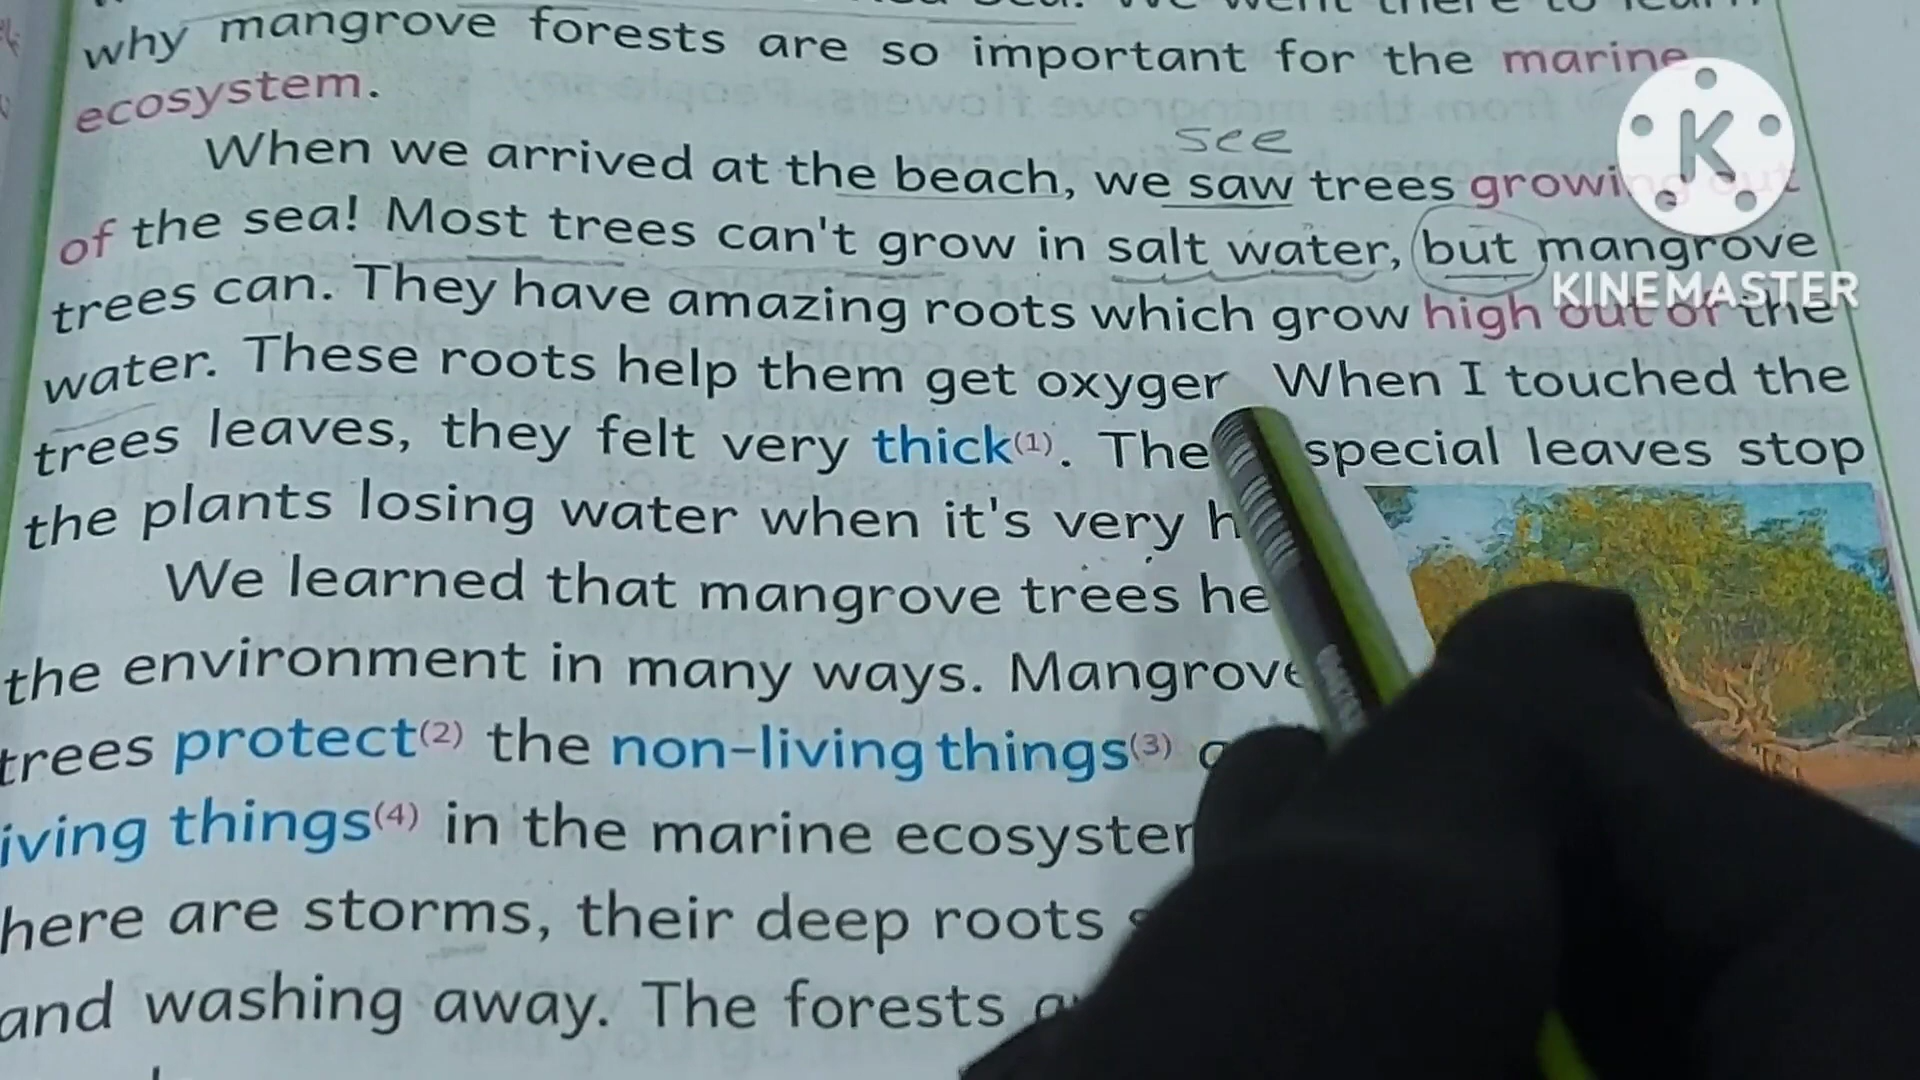 why mangrove forests are so important for the marine
ecosystem.
see
When we arrived at the beach, we saw trees growing out
of the sea! Most trees can't grow in salt water, but mangrove
trees can. They have amazing roots which grow high out of the
water. These roots help them get oxygen When I touched the
trees leaves, they felt very thick(1). The special leaves stop
the plants losing water when it's very
We learned that mangrove trees
the environment in many ways. Mangrove
trees protect(2) the non-living things(3)
living things(4) in the marine ecosystem
here are storms, their deep roots
and washing away. The forests
K
KINEMASTER